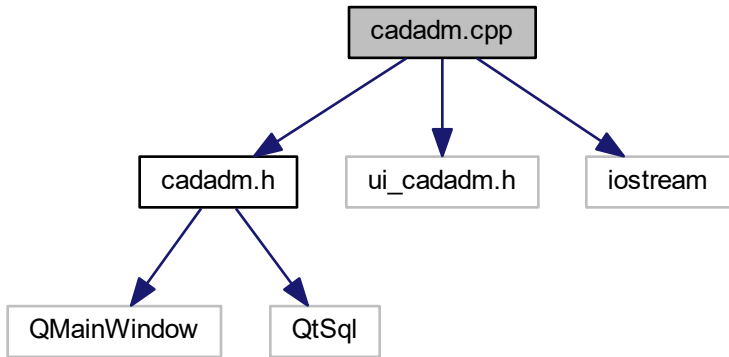 cadadm.cpp
cadadm.h
ui_cadadm.h
iostream
QMainWindow
QtSql